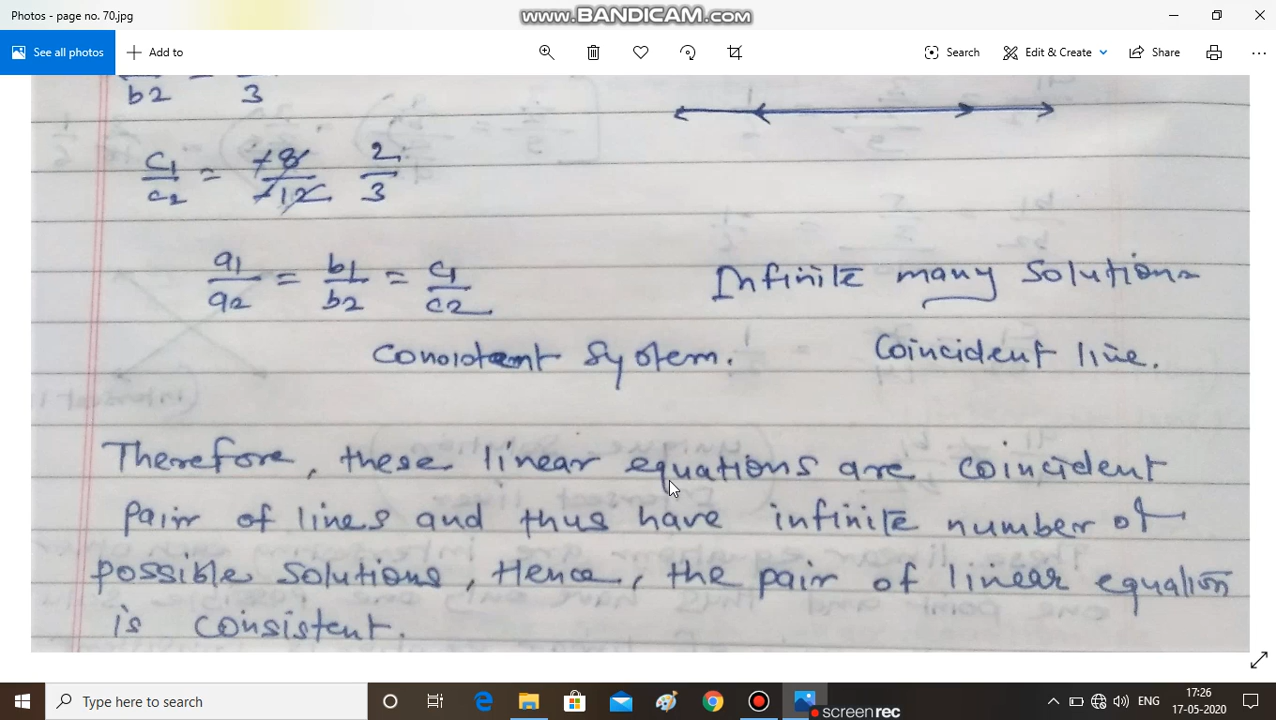 Photos - page no. 70.jpg
www.BANDICAM.com
See all photos
Add to
Search
Edit & Create
Share
b2 = 3
c1/c2 = -8/-12 2/3
a1/a2 = b1/b2 = c1/c2
Infinite many Solutions
Consistent System. Coincident line.
Therefore, these linear equations are coincident
pair of lines and thus have infinite number of
possible solutions, Hence, the pair of linear equation
is consistent.
Type here to search
ENG
17:26
17-05-2020
screen rec